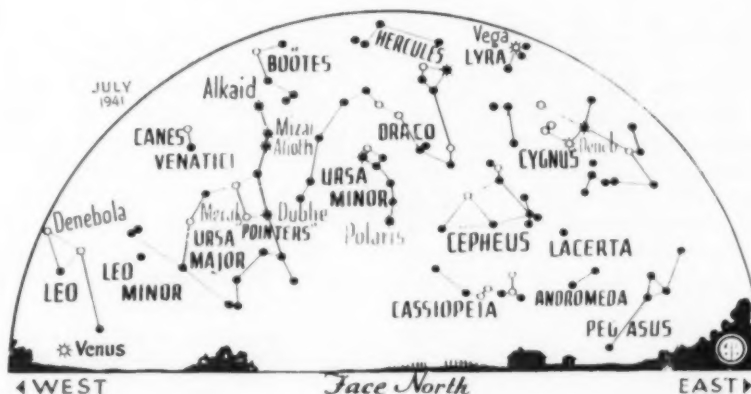 JULY
1941
BOÖTES
HERCULES
Vega
LYRA
Alkaid
CANES
VENATICI
Mizar
Alioth
DRACO
CYGNUS
Deneb
URSA
MINOR
Denebola
Merak
Dubhe
"POINTERS"
Polaris
URSA
MAJOR
CEPHEUS
LACERTA
LEO
LEO
MINOR
CASSIOPEIA
ANDROMEDA
PEGASUS
Venus
WEST
Face North
EAST